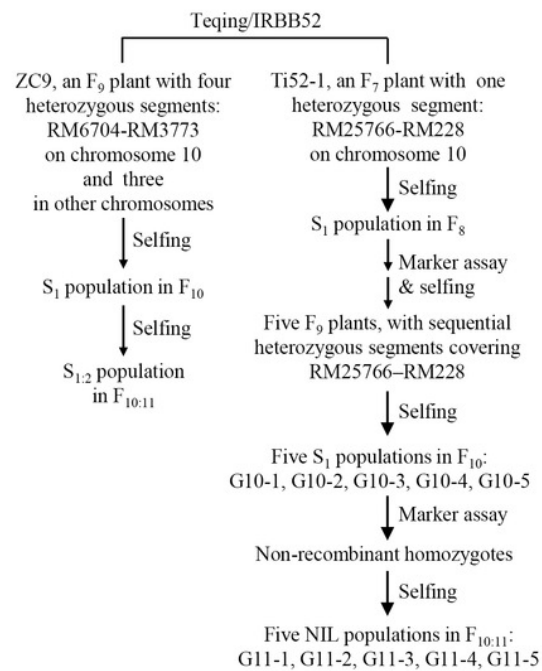 Teqing/IRBB52
ZC9, an F₉ plant with four
heterozygous segments:
RM6704-RM3773
on chromosome 10
and three
in other chromosomes
Selfing
S₁ population in F₁₀
Selfing
S₁:₂ population
in F₁₀:₁₁
Ti52-1, an F₇ plant with one
heterozygous segment:
RM25766-RM228
on chromosome 10
Selfing
S₁ population in F₈
Marker assay
& selfing
Five F₉ plants, with sequential
heterozygous segments covering
RM25766–RM228
Selfing
Five S₁ populations in F₁₀:
G10-1, G10-2, G10-3, G10-4, G10-5
Marker assay
Non-recombinant homozygotes
Selfing
Five NIL populations in F₁₀:₁₁
G11-1, G11-2, G11-3, G11-4, G11-5